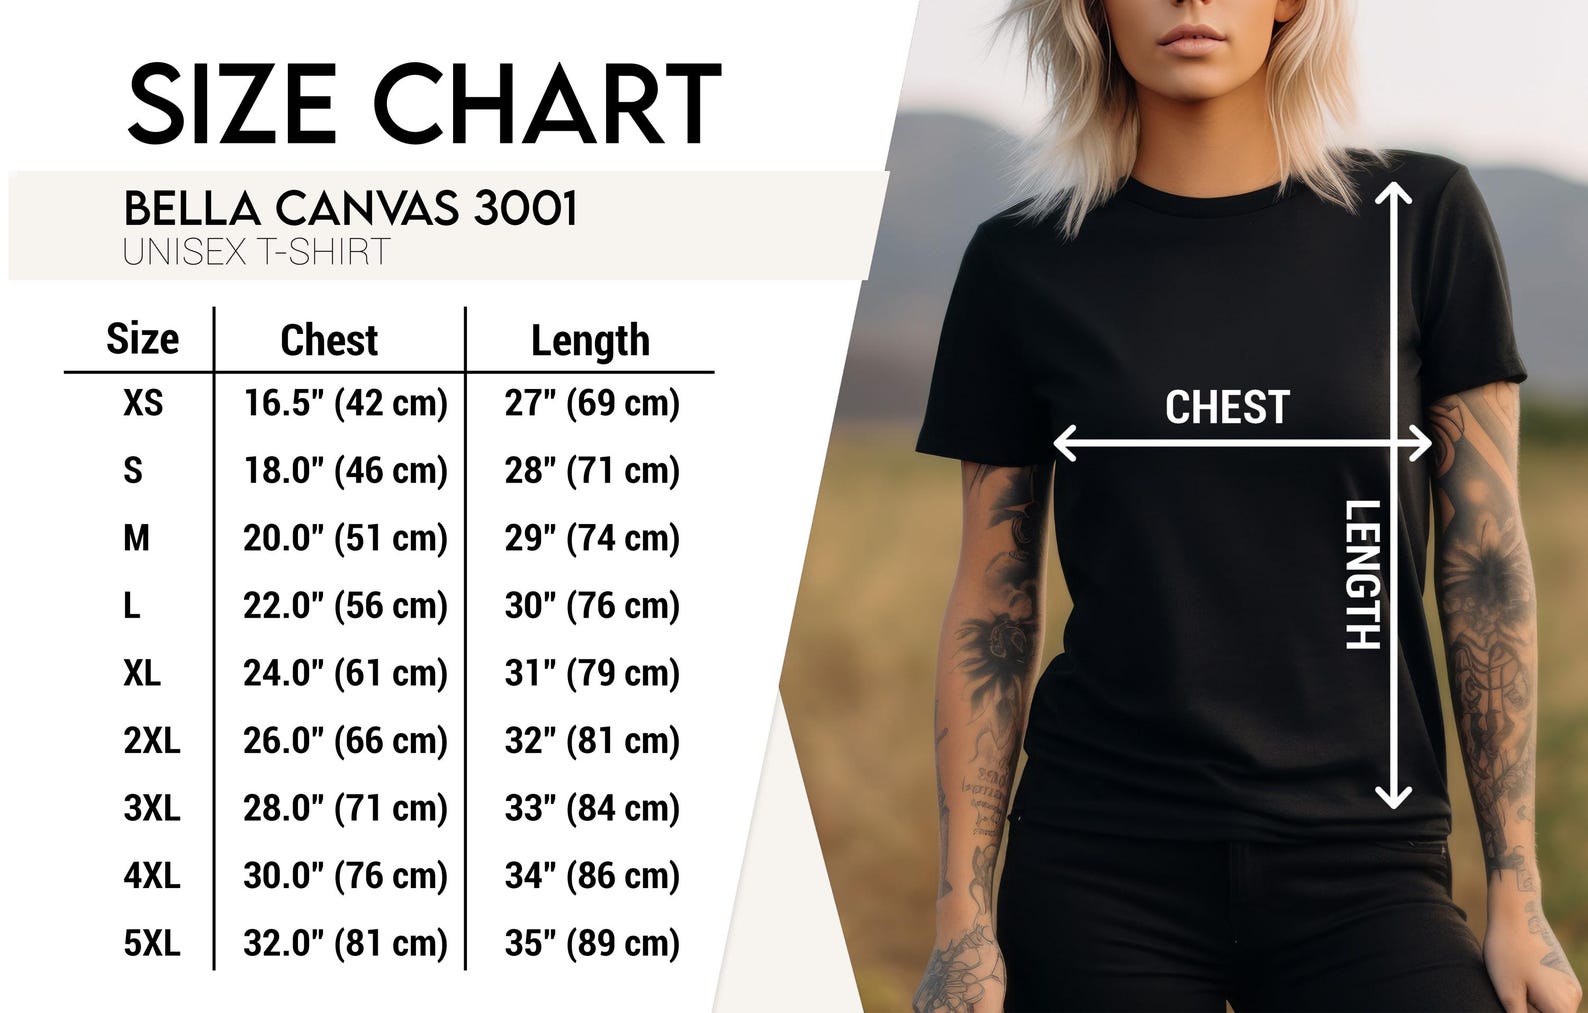 SIZE CHART
BELLA CANVAS 3001
UNISEX T-SHIRT
Size Chest Length
XS 16.5" (42 cm) 27" (69 cm)
S 18.0" (46 cm) 28" (71 cm)
M 20.0" (51 cm) 29" (74 cm)
L 22.0" (56 cm) 30" (76 cm)
XL 24.0" (61 cm) 31" (79 cm)
2XL 26.0" (66 cm) 32" (81 cm)
3XL 28.0" (71 cm) 33" (84 cm)
4XL 30.0" (76 cm) 34" (86 cm)
5XL 32.0" (81 cm) 35" (89 cm)
CHEST
LENGTH